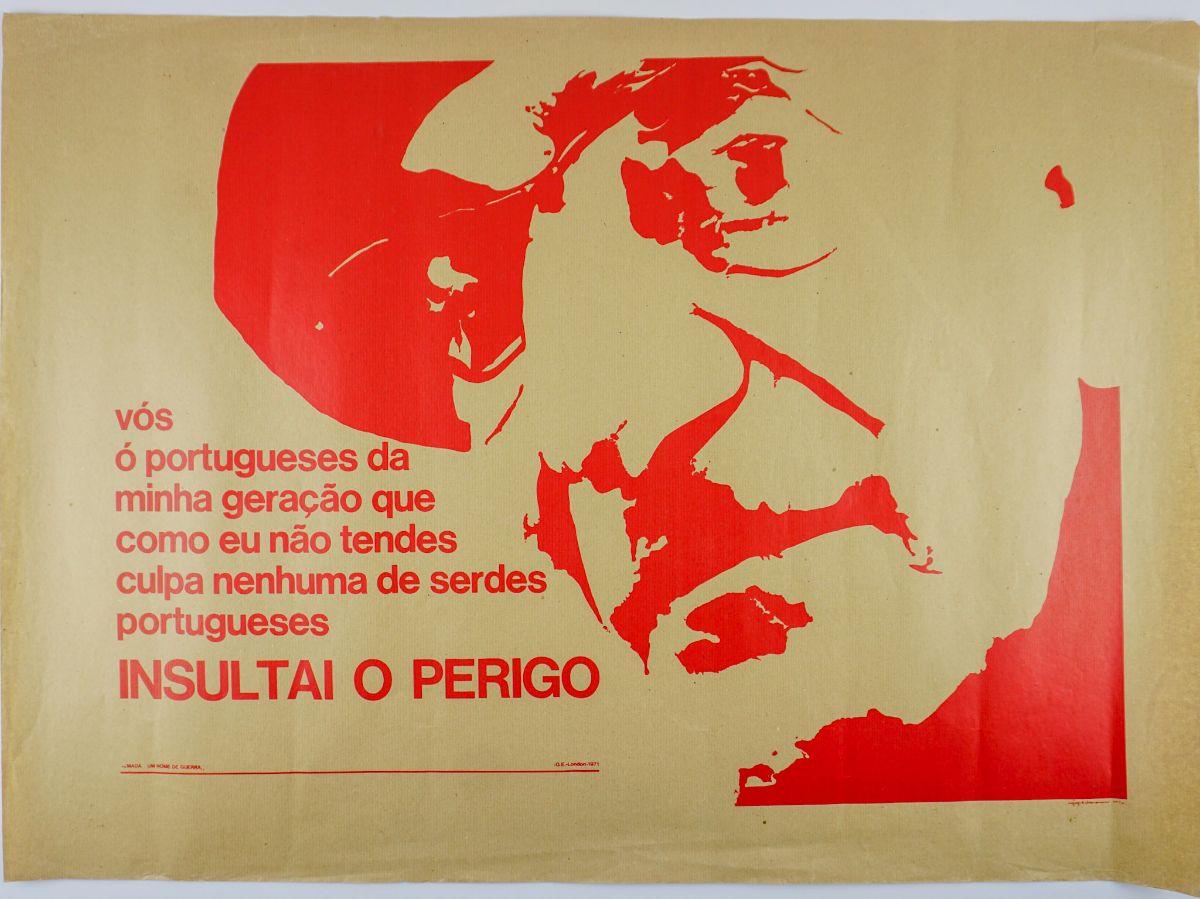 vós
ó portugueses da
minha geração que
como eu não tendes
culpa nenhuma de serdes
portugueses
INSULTAI O PERIGO
UM NOME DE GUERRA
London-1971